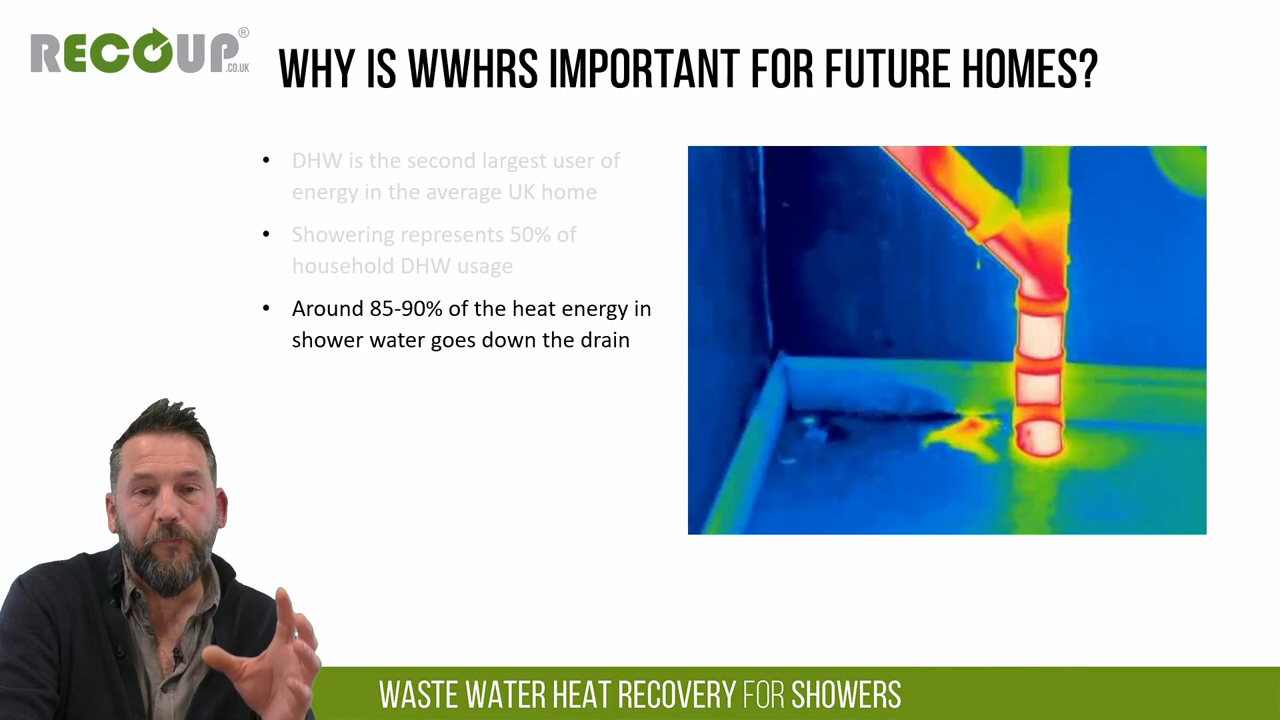 RECOUP®
.CO.UK
WHY IS WWHRS IMPORTANT FOR FUTURE HOMES?
• DHW is the second largest user of
energy in the average UK home
• Showering represents 50% of
household DHW usage
• Around 85-90% of the heat energy in
shower water goes down the drain
WASTE WATER HEAT RECOVERY FOR SHOWERS